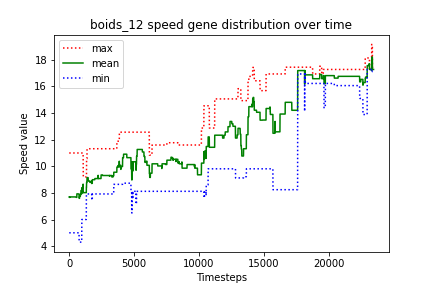 boids_12 speed gene distribution over time
max
mean
min
Speed value
18
16
14
12
10
8
6
4
0
5000
10000
15000
20000
Timesteps